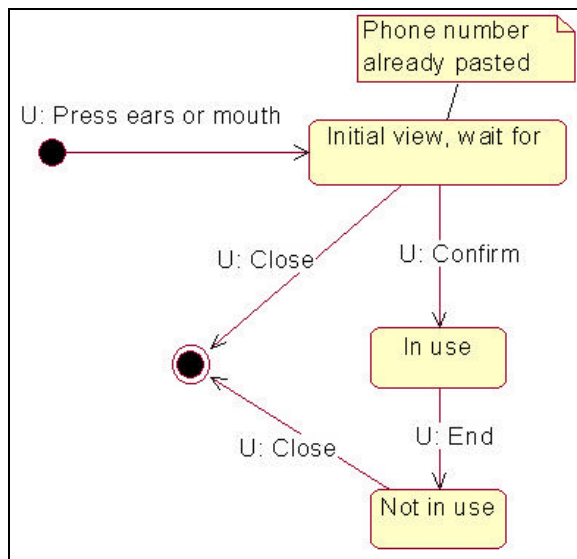 Phone number
already pasted
U: Press ears or mouth
Initial view, wait for
U: Close
U: Confirm
In use
U: End
U: Close
Not in use